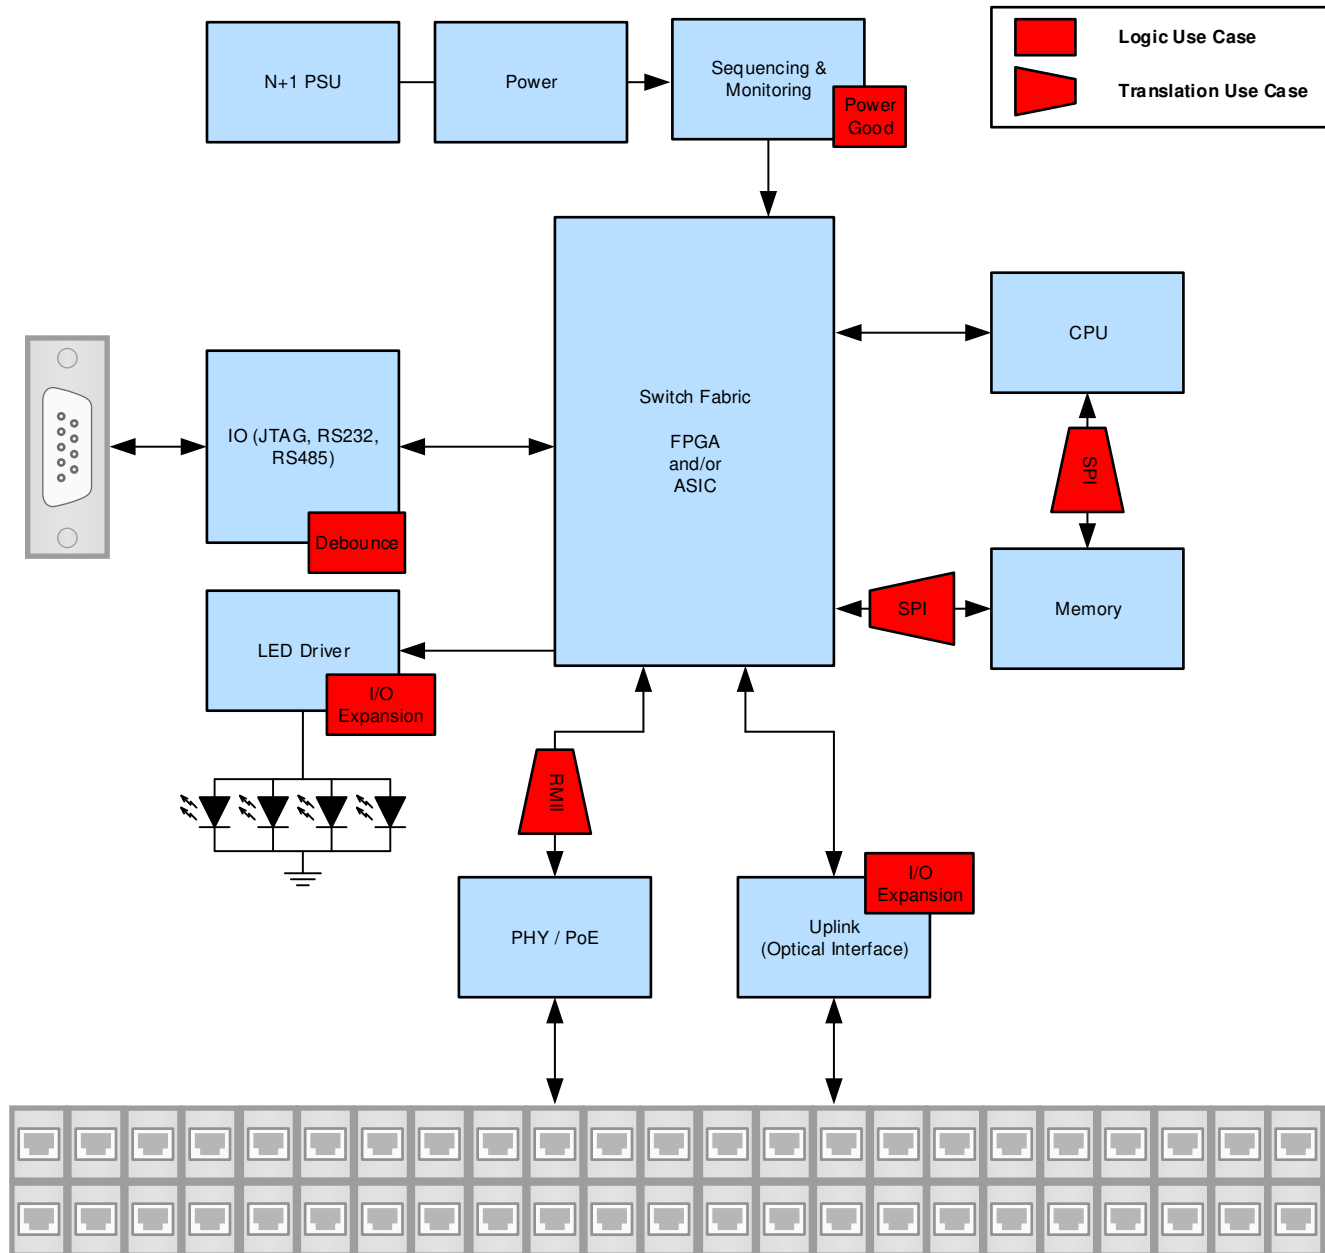 N+1 PSU
Power
Sequencing &
Monitoring
Power
Good
Logic Use Case
Translation Use Case
Switch Fabric
FPGA
and/or
ASIC
CPU
SPI
Memory
SPI
IO (JTAG, RS232,
RS485)
Debounce
LED Driver
I/O
Expansion
RMII
PHY / PoE
I/O
Expansion
Uplink
(Optical Interface)